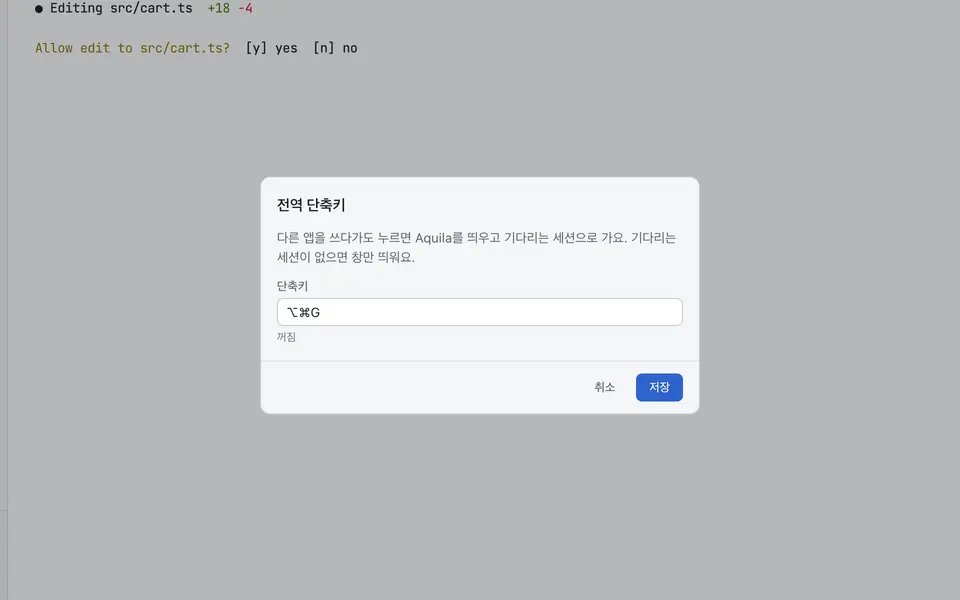 ● Editing src/cart.ts +18 -4
Allow edit to src/cart.ts? [y] yes [n] no
전역 단축키
다른 앱을 쓰다가도 누르면 Aquila를 띄우고 기다리는 세션으로 가요. 기다리는
세션이 없으면 창만 띄워요.
단축키
⌥⌘G
꺼짐
취소 저장